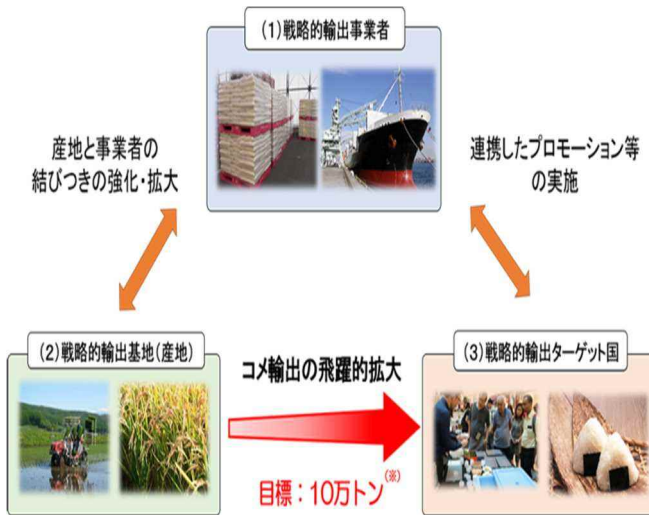 (1)戦略的輸出事業者
産地と事業者の
結びつきの強化・拡大
連携したプロモーション等
の実施
(2)戦略的輸出基地(産地)
コメ輸出の飛躍的拡大
目標：10万トン(※)
(3)戦略的輸出ターゲット国